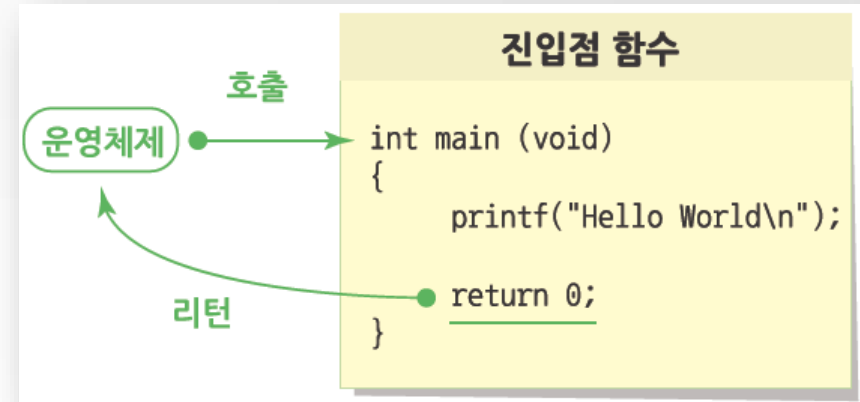 진입점 함수
호출
운영체제
int main (void)
{
printf("Hello World\n");
return 0;
리턴
}